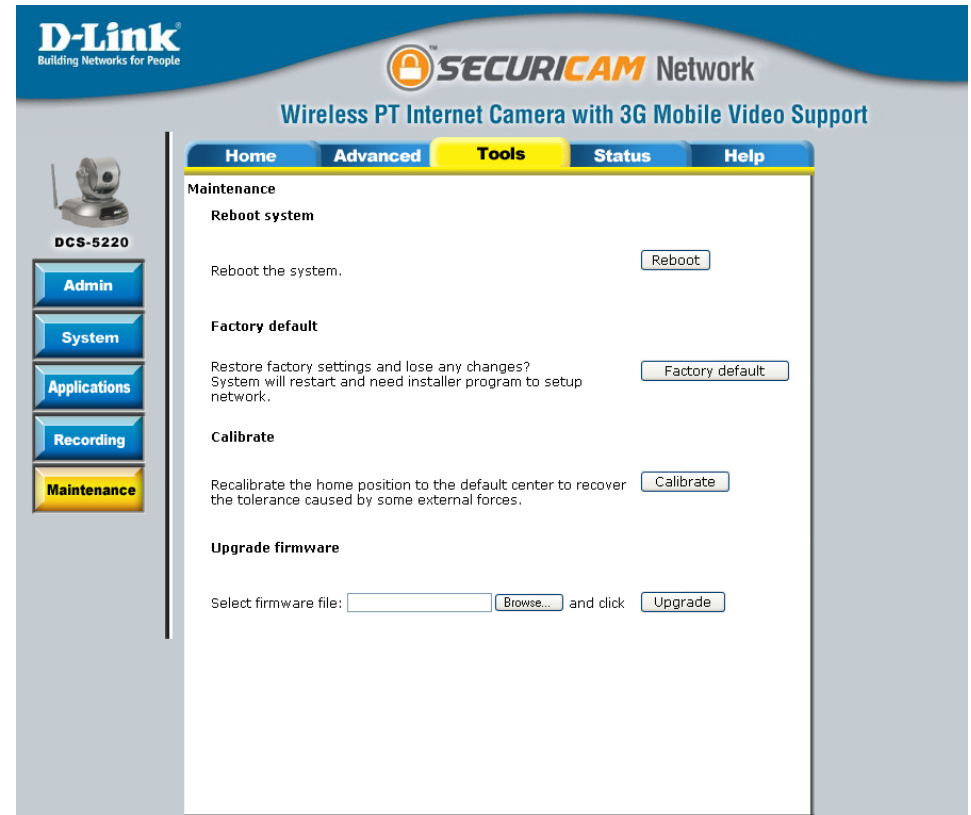 D-Link®
Building Networks for People
SECURICAM™ Network
Wireless PT Internet Camera with 3G Mobile Video Support
Home Advanced Tools Status Help
DCS-5220
Admin
System
Applications
Recording
Maintenance
Maintenance
Reboot system
Reboot the system. Reboot
Factory default
Restore factory settings and lose any changes?
System will restart and need installer program to setup
network.
Factory default
Calibrate
Recalibrate the home position to the default center to recover
the tolerance caused by some external forces.
Calibrate
Upgrade firmware
Select firmware file: Browse... and click Upgrade